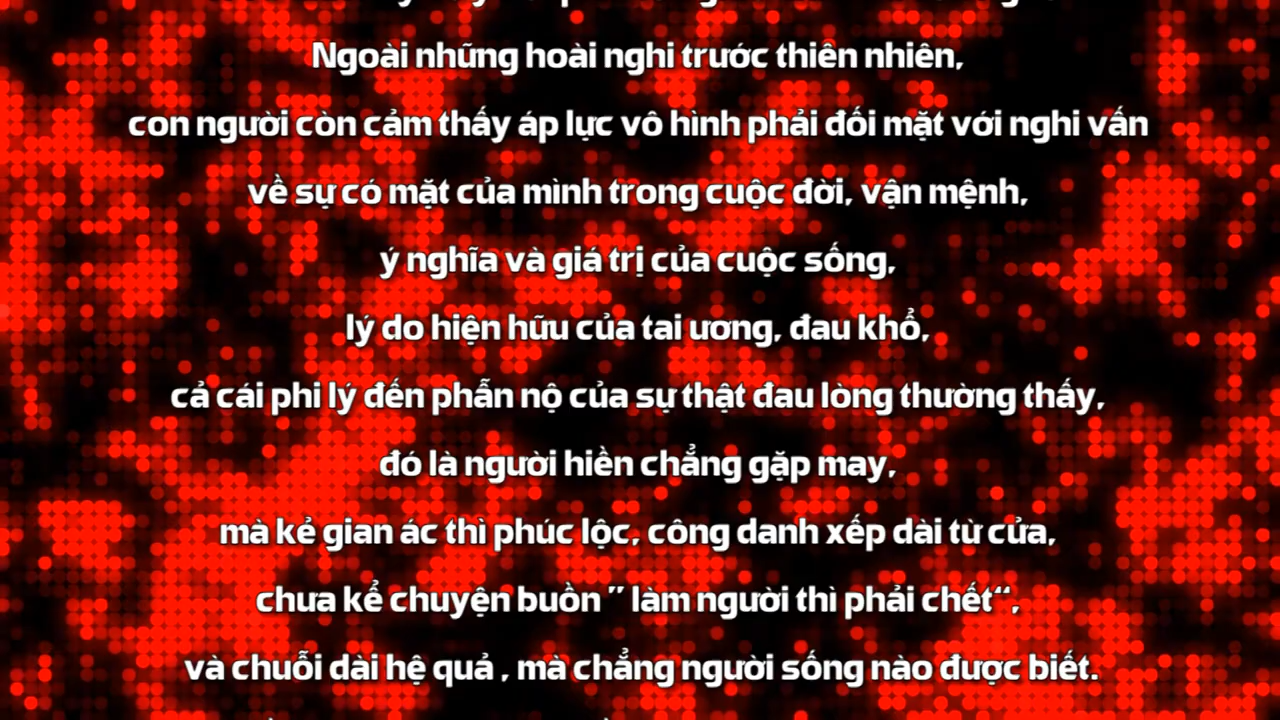 Ngoài những hoài nghi trước thiên nhiên,
con người còn cảm thấy áp lực vô hình phải đối mặt với nghi vấn
về sự có mặt của mình trong cuộc đời, vận mệnh,
ý nghĩa và giá trị của cuộc sống,
lý do hiện hữu của tai ương, đau khổ,
cả cái phi lý đến phẫn nộ của sự thật đau lòng thường thấy,
đó là người hiền chẳng gặp may,
mà kẻ gian ác thì phúc lộc, công danh xếp dài từ cửa,
chưa kể chuyện buồn ” làm người thì phải chết“,
và chuỗi dài hệ quả , mà chẳng người sống nào được biết.